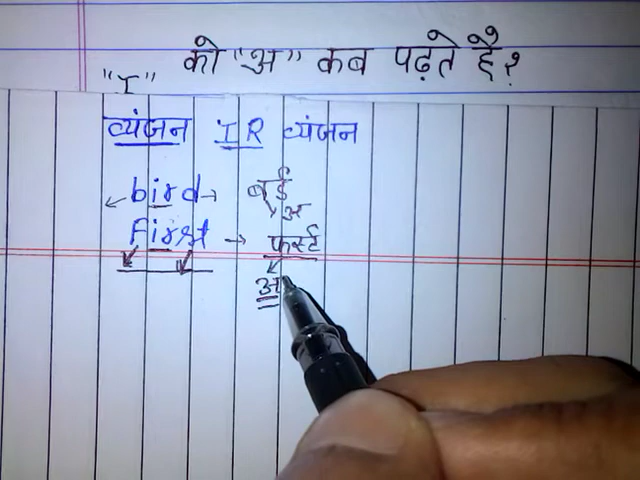 "I" को "अ" कब पढ़ते है?
व्यंजन IR व्यंजन
bird → बर्ड
अ
First → फर्स्ट
अ